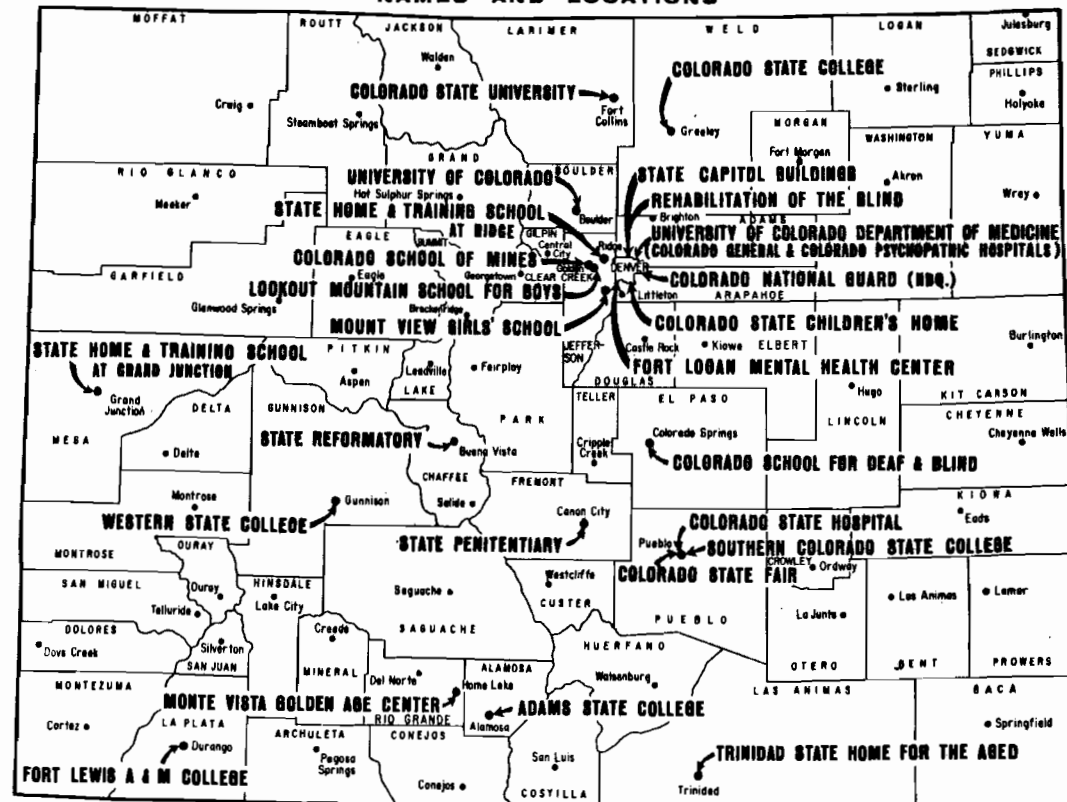 NAMES AND LOCATIONS
MOFFAT
ROUTT
JACKSON
LARIMER
WELD
LOGAN
Julesburg
SEDGWICK
PHILLIPS
Holyoke
Walden
COLORADO STATE COLLEGE
Sterling
COLORADO STATE UNIVERSITY
Craig
Fort
Collins
Steamboat Springs
Greeley
MORGAN
Fort Morgan
WASHINGTON
YUMA
GRAND
BOULDER
RIO BLANCO
Meeker
UNIVERSITY OF COLORADO
Hot Sulphur Springs
Boulder
STATE CAPITOL BUILDINGS
Akron
REHABILITATION OF THE BLIND
Wray
STATE HOME & TRAINING SCHOOL
AT RIDGE
Brighton
ADAMS
EAGLE
SUMMIT
GILPIN
Central
City
Ridge
UNIVERSITY OF COLORADO DEPARTMENT OF MEDICINE
(COLORADO GENERAL & COLORADO PSYCHOPATHIC HOSPITALS)
COLORADO SCHOOL OF MINES
Golden
DENVER
GARFIELD
Eagle
Georgetown
CLEAR CREEK
COLORADO NATIONAL GUARD (HDQ.)
LOOKOUT MOUNTAIN SCHOOL FOR BOYS
Littleton
ARAPAHOE
Glenwood Springs
Breckenridge
MOUNT VIEW GIRLS' SCHOOL
COLORADO STATE CHILDREN'S HOME
Burlington
STATE HOME & TRAINING SCHOOL
AT GRAND JUNCTION
PITKIN
JEFFER-
SON
Castle Rock
Kiowa
ELBERT
Leadville
Fairplay
FORT LOGAN MENTAL HEALTH CENTER
Aspen
LAKE
DOUGLAS
Grand
Junction
DELTA
GUNNISON
PARK
TELLER
EL PASO
Hugo
LINCOLN
KIT CARSON
CHEYENNE
MESA
STATE REFORMATORY
Buena Vista
Cripple
Creek
Colorado Springs
Cheyenne Wells
Delta
COLORADO SCHOOL FOR DEAF & BLIND
CHAFFEE
FREMONT
Montrose
Gunnison
Salida
Canon City
KIOWA
Eads
WESTERN STATE COLLEGE
COLORADO STATE HOSPITAL
STATE PENITENTIARY
Pueblo
SOUTHERN COLORADO STATE COLLEGE
MONTROSE
OURAY
CROWLEY
Ordway
COLORADO STATE FAIR
SAN MIGUEL
HINSDALE
Ouray
Lake City
Saguache
Westcliffe
CUSTER
Las Animas
Lamar
Telluride
La Junta
PUEBLO
DOLORES
Creede
SAGUACHE
Dove Creek
Silverton
HUERFANO
SAN JUAN
MINERAL
ALAMOSA
OTERO
BENT
PROWERS
MONTEZUMA
Del Norte
Home Lake
Walsenburg
LAS ANIMAS
BACA
MONTE VISTA GOLDEN AGE CENTER
ADAMS STATE COLLEGE
Cortez
LA PLATA
RIO GRANDE
Alamosa
Springfield
ARCHULETA
CONEJOS
Durango
Pagosa
Springs
San Luis
TRINIDAD STATE HOME FOR THE AGED
FORT LEWIS A & M COLLEGE
Conejos
COSTILLA
Trinidad